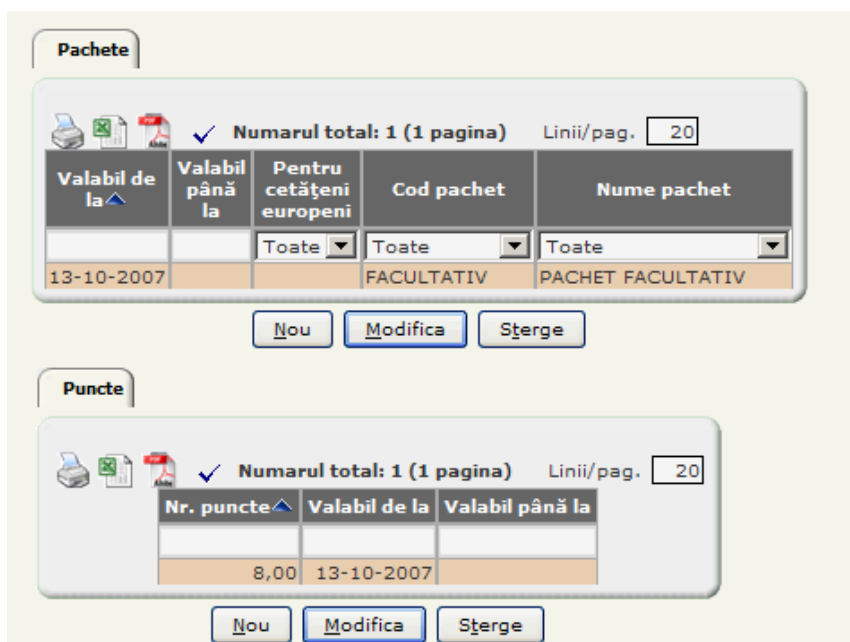 Pachete
Numarul total: 1 (1 pagina) Linii/pag. 20
Valabil de la Valabil până la Pentru cetăţeni europeni Cod pachet Nume pachet
Toate Toate Toate
13-10-2007 FACULTATIV PACHET FACULTATIV
Nou Modifica Sterge
Puncte
Numarul total: 1 (1 pagina) Linii/pag. 20
Nr. puncte Valabil de la Valabil până la
8,00 13-10-2007
Nou Modifica Sterge